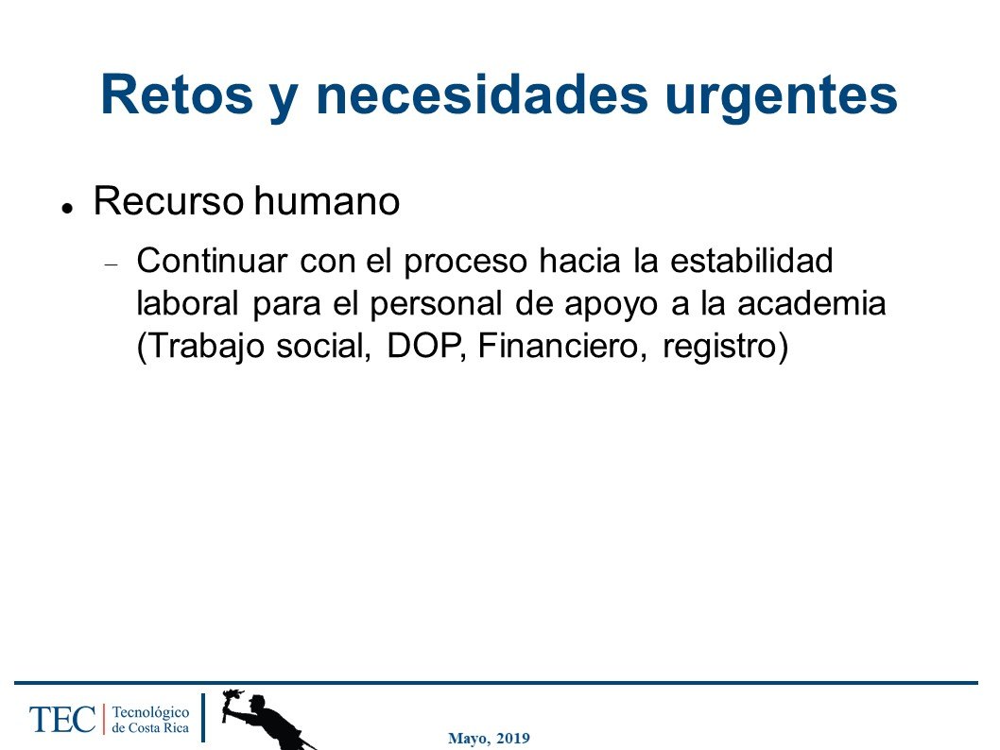 Retos y necesidades urgentes
Recurso humano
Continuar con el proceso hacia la estabilidad
laboral para el personal de apoyo a la academia
(Trabajo social, DOP, Financiero, registro)
TEC | Tecnológico
de Costa Rica
Mayo, 2019